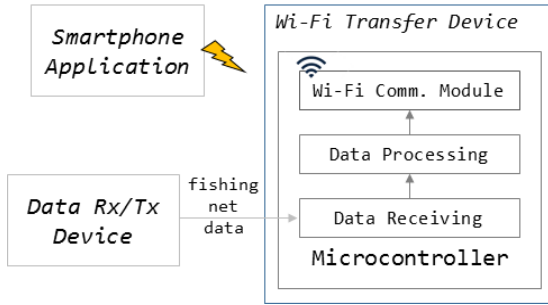 Smartphone
Application
Wi-Fi Transfer Device
Wi-Fi Comm. Module
Data Processing
Data Rx/Tx
Device
fishing
net
data
Data Receiving
Microcontroller